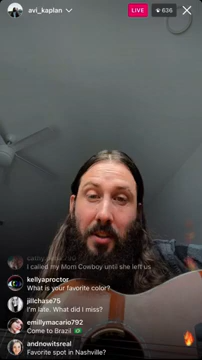 avi_kaplan
LIVE
636
I called my Mom Cowboy until she left us
kellyaproctor
What is your favorite color?
jillchase75
I'm late. What did I miss?
emillymacario792
Come to Brazil 🇧🇷
andnowitsreal
Favorite spot in Nashville?